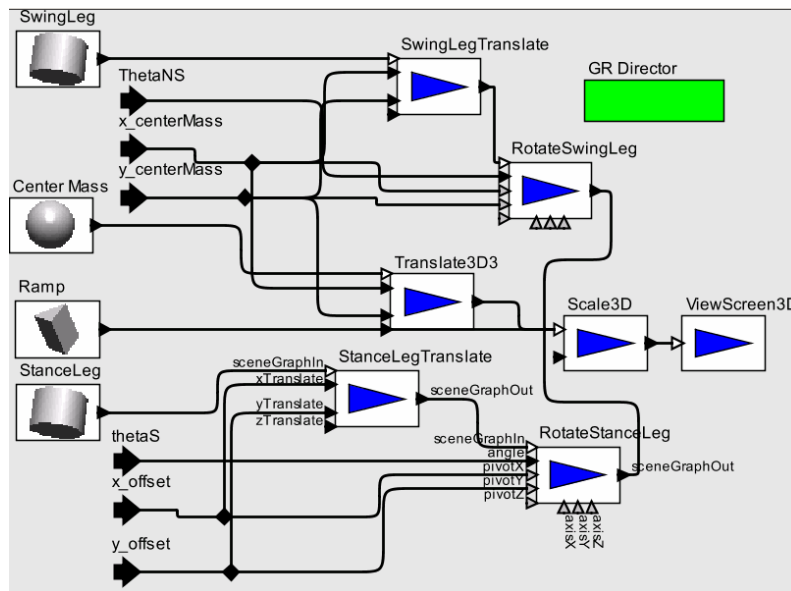 SwingLeg
SwingLegTranslate
ThetaNS
GR Director
x_centerMass
RotateSwingLeg
y_centerMass
Center Mass
Translate3D3
Ramp
Scale3D
ViewScreen3D
StanceLeg
StanceLegTranslate
sceneGraphIn
xTranslate
yTranslate
zTranslate
sceneGraphOut
thetaS
RotateStanceLeg
sceneGraphIn
angle
pivotX
pivotY
pivotZ
sceneGraphOut
x_offset
axisX
axisY
axisZ
y_offset